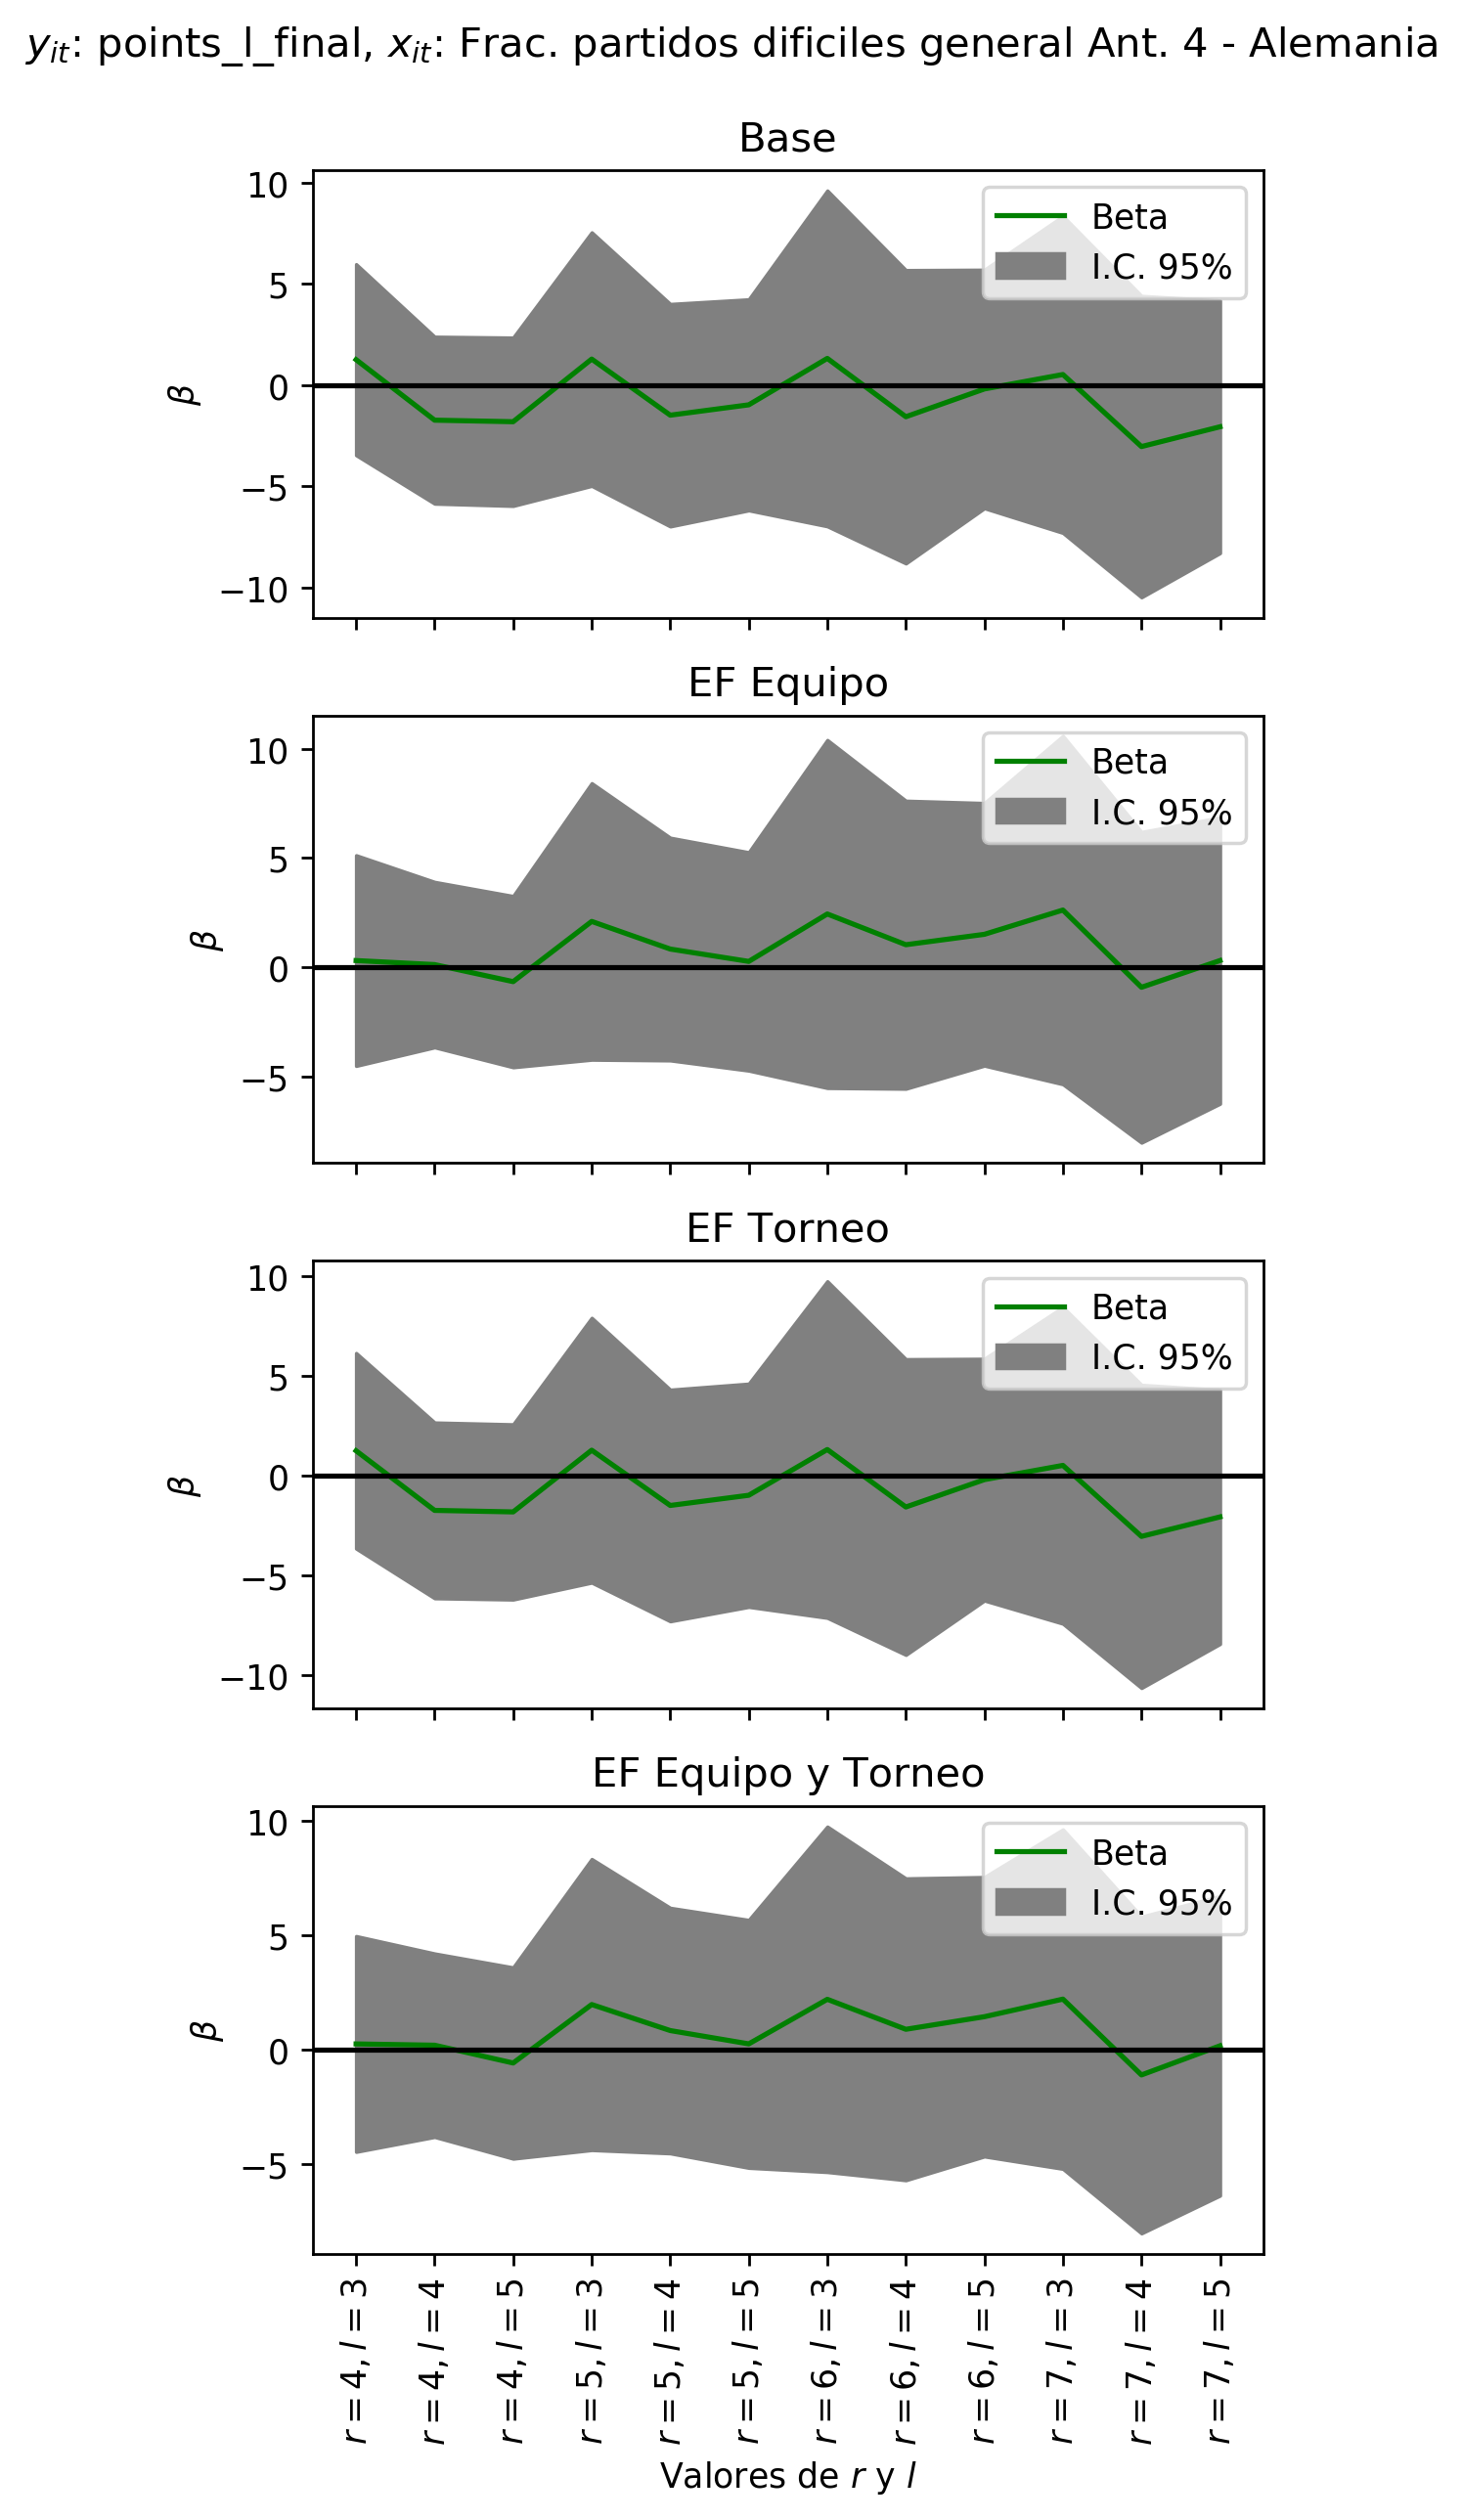 y_it: points_l_final, x_it: Frac. partidos dificiles general Ant. 4 - Alemania
Base
10
5
0
−5
−10
β
Beta
I.C. 95%
EF Equipo
10
5
0
−5
β
Beta
I.C. 95%
EF Torneo
10
5
0
−5
−10
β
Beta
I.C. 95%
EF Equipo y Torneo
10
5
0
−5
β
Beta
I.C. 95%
r = 4, l = 3
r = 4, l = 4
r = 4, l = 5
r = 5, l = 3
r = 5, l = 4
r = 5, l = 5
r = 6, l = 3
r = 6, l = 4
r = 6, l = 5
r = 7, l = 3
r = 7, l = 4
r = 7, l = 5
Valores de r y l